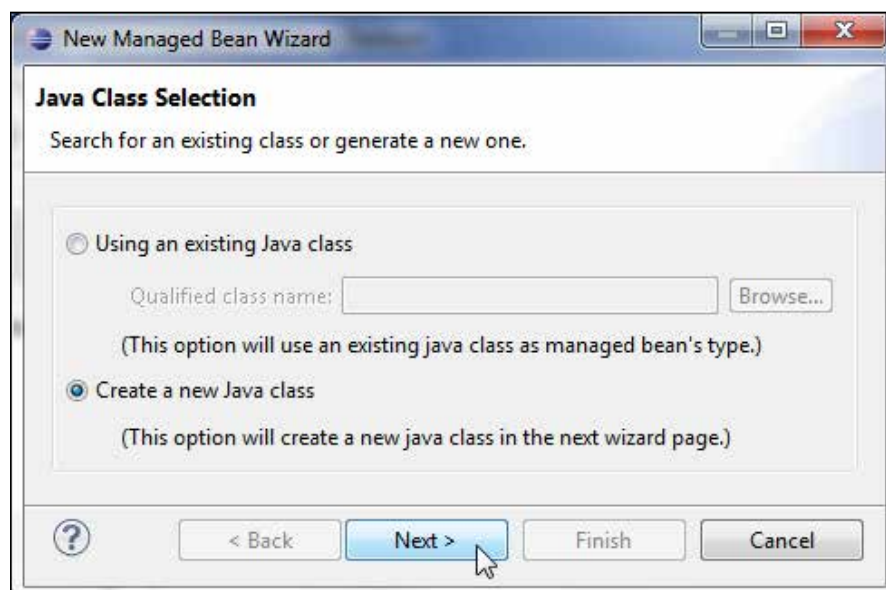 New Managed Bean Wizard
Java Class Selection
Search for an existing class or generate a new one.
Using an existing Java class
Qualified class name:
Browse...
(This option will use an existing java class as managed bean's type.)
Create a new Java class
(This option will create a new java class in the next wizard page.)
?
< Back
Next >
Finish
Cancel